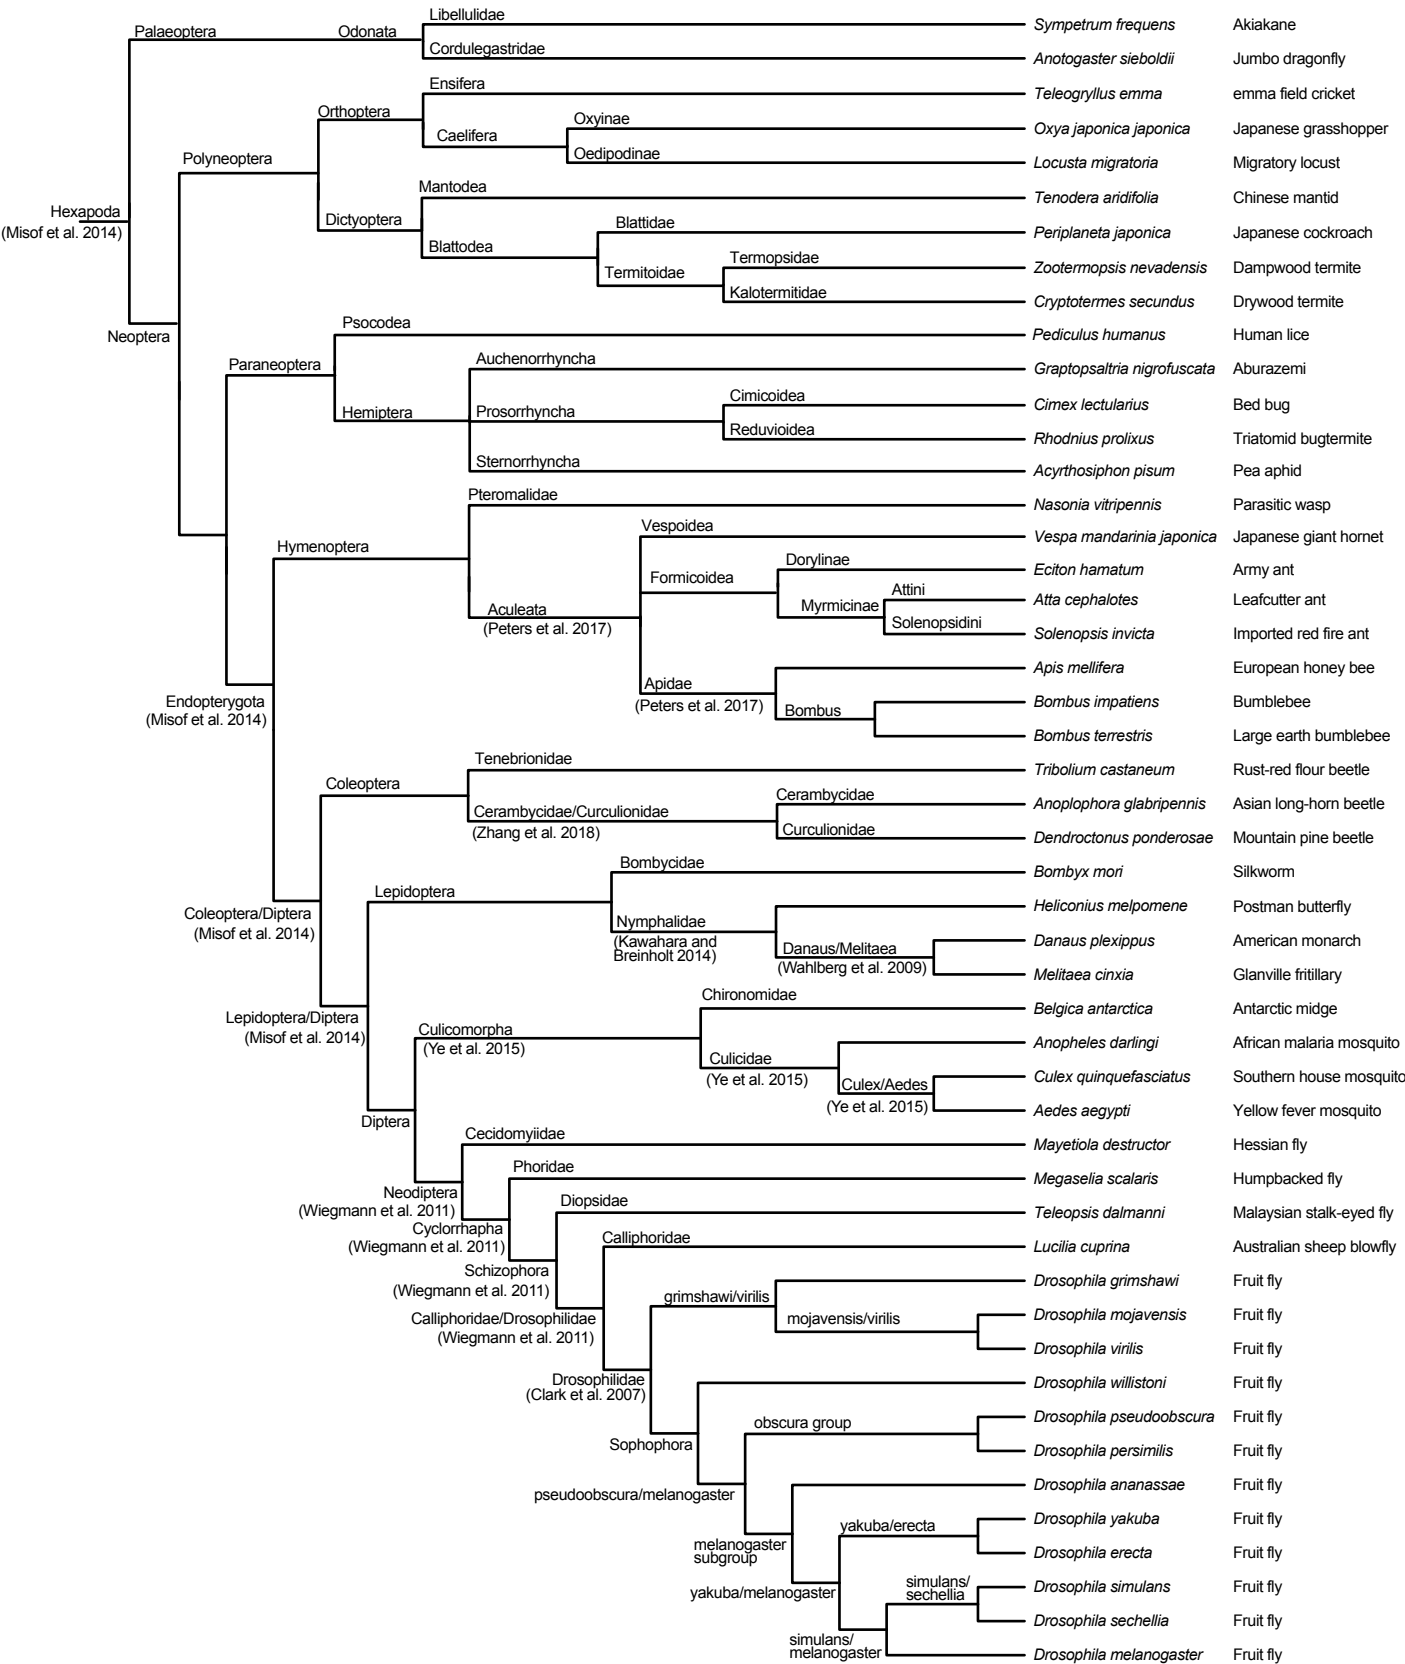 Libellulidae
Palaeoptera Odonata Sympetrum frequens Akiakane
Cordulegastridae
Anotogaster sieboldii Jumbo dragonfly
Ensifera
Teleogryllus emma emma field cricket
Orthoptera
Oxyinae
Caelifera Oxya japonica japonica Japanese grasshopper
Oedipodinae
Polyneoptera Locusta migratoria Migratory locust
Mantodea
Tenodera aridifolia Chinese mantid
Hexapoda
(Misof et al. 2014)
Dictyoptera
Blattidae
Periplaneta japonica Japanese cockroach
Blattodea
Termopsidae
Termitoidae Zootermopsis nevadensis Dampwood termite
Kalotermitidae
Cryptotermes secundus Drywood termite
Neoptera
Psocodea
Pediculus humanus Human lice
Paraneoptera
Auchenorrhyncha
Graptopsaltria nigrofuscata Aburazemi
Cimicoidea
Hemiptera Prosorrhyncha Cimex lectularius Bed bug
Reduvioidea
Rhodnius prolixus Triatomid bugtermite
Sternorrhyncha
Acyrthosiphon pisum Pea aphid
Pteromalidae
Nasonia vitripennis Parasitic wasp
Vespoidea
Hymenoptera Vespa mandarinia japonica Japanese giant hornet
Dorylinae
Formicoidea Eciton hamatum Army ant
Attini
Aculeata Myrmicinae Atta cephalotes Leafcutter ant
(Peters et al. 2017) Solenopsidini
Solenopsis invicta Imported red fire ant
Apis mellifera European honey bee
Apidae
(Peters et al. 2017)
Endopterygota
(Misof et al. 2014)
Bombus Bombus impatiens Bumblebee
Bombus terrestris Large earth bumblebee
Tenebrionidae
Coleoptera Tribolium castaneum Rust-red flour beetle
Cerambycidae
Cerambycidae/Curculionidae Anoplophora glabripennis Asian long-horn beetle
(Zhang et al. 2018) Curculionidae
Dendroctonus ponderosae Mountain pine beetle
Bombycidae
Bombyx mori Silkworm
Lepidoptera
Heliconius melpomene Postman butterfly
Coleoptera/Diptera
(Misof et al. 2014)
Nymphalidae
(Kawahara and
Breinholt 2014)
Danaus/Melitaea Danaus plexippus American monarch
(Wahlberg et al. 2009) Melitaea cinxia Glanville fritillary
Chironomidae
Belgica antarctica Antarctic midge
Lepidoptera/Diptera
(Misof et al. 2014)
Culicomorpha
(Ye et al. 2015)
Anopheles darlingi African malaria mosquito
Culicidae
(Ye et al. 2015)
Culex/Aedes Culex quinquefasciatus Southern house mosquito
(Ye et al. 2015) Aedes aegypti Yellow fever mosquito
Diptera
Cecidomyiidae
Mayetiola destructor Hessian fly
Phoridae
Megaselia scalaris Humpbacked fly
Neodiptera
(Wiegmann et al. 2011)
Diopsidae
Teleopsis dalmanni Malaysian stalk-eyed fly
Cyclorrhapha
(Wiegmann et al. 2011)
Calliphoridae
Lucilia cuprina Australian sheep blowfly
Schizophora
(Wiegmann et al. 2011)
Drosophila grimshawi Fruit fly
grimshawi/virilis
Calliphoridae/Drosophilidae
(Wiegmann et al. 2011)
mojavensis/virilis Drosophila mojavensis Fruit fly
Drosophila virilis Fruit fly
Drosophilidae
(Clark et al. 2007)
Drosophila willistoni Fruit fly
obscura group Drosophila pseudoobscura Fruit fly
Sophophora
Drosophila persimilis Fruit fly
pseudoobscura/melanogaster
Drosophila ananassae Fruit fly
yakuba/erecta Drosophila yakuba Fruit fly
melanogaster
subgroup
Drosophila erecta Fruit fly
yakuba/melanogaster
simulans/
sechellia
Drosophila simulans Fruit fly
Drosophila sechellia Fruit fly
simulans/
melanogaster
Drosophila melanogaster Fruit fly